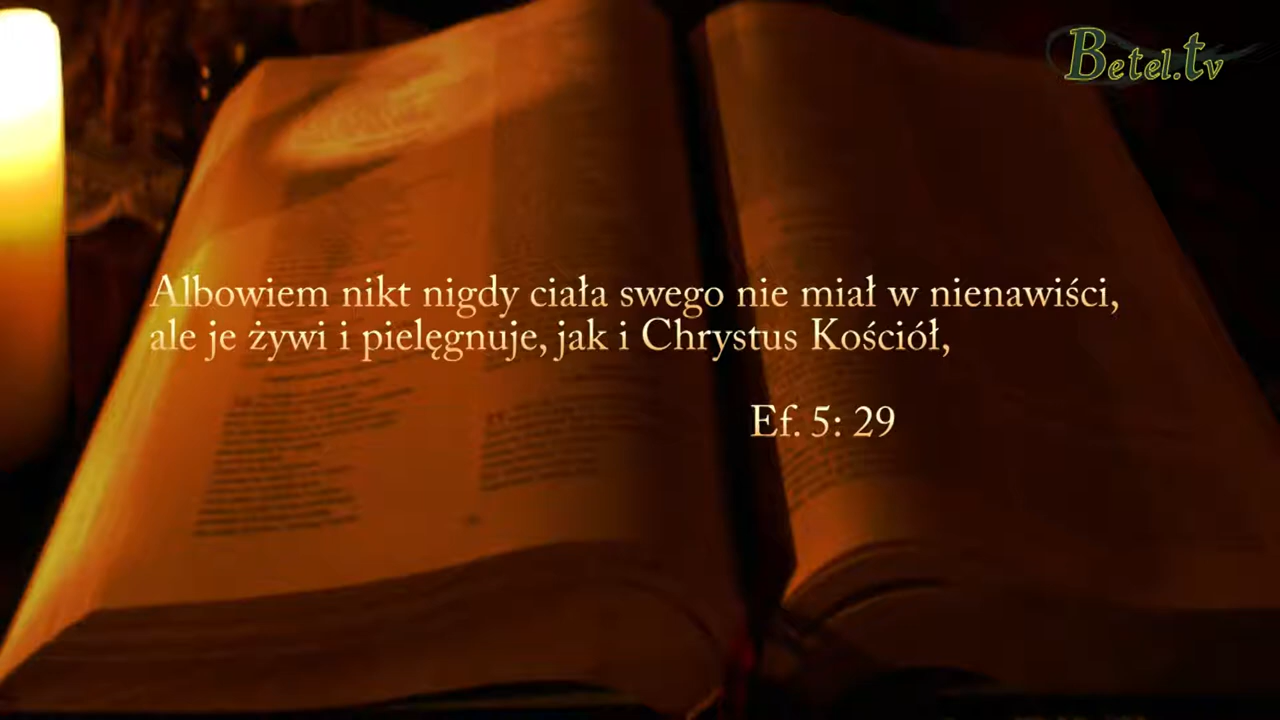 Betel.tv
Albowiem nikt nigdy ciała swego nie miał w nienawiści,
ale je żywi i pielęgnuje, jak i Chrystus Kościół,
Ef. 5: 29